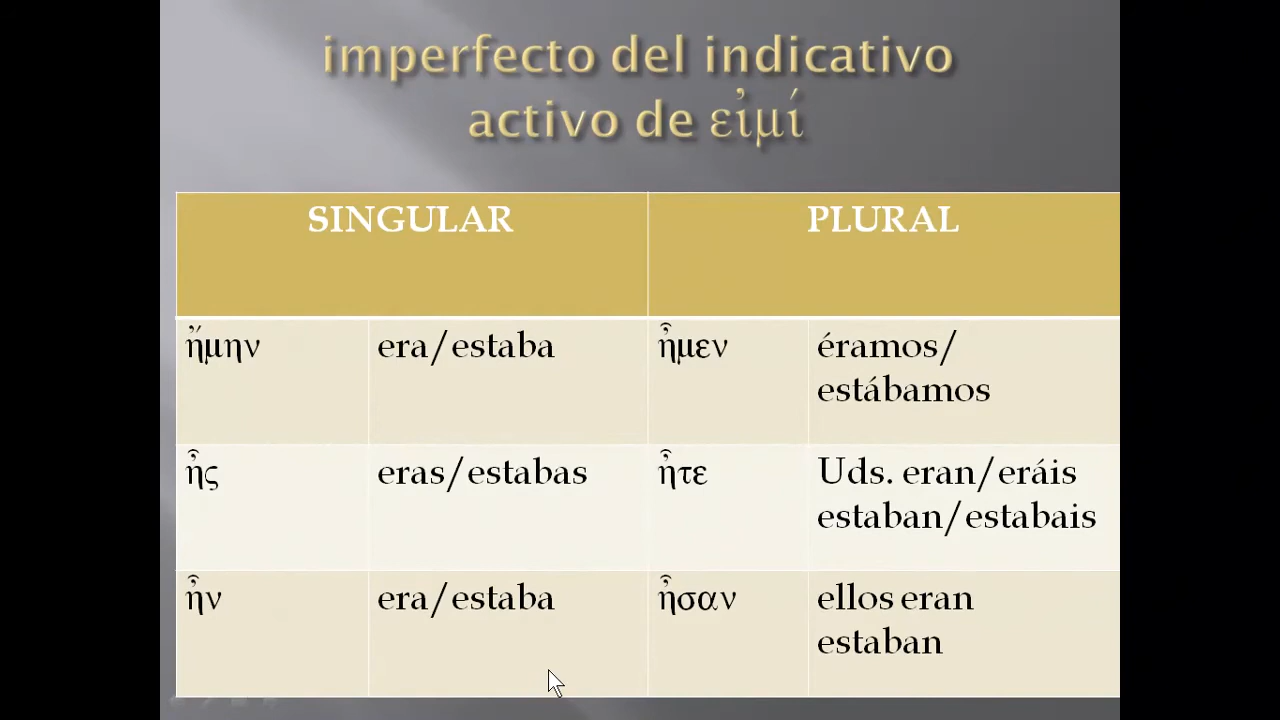 imperfecto del indicativo
activo de εἰμί
SINGULAR PLURAL
ἤμην era/estaba ἦμεν éramos/
estábamos
ἦς eras/estabas ἦτε Uds. eran/eráis
estaban/estabais
ἦν era/estaba ἦσαν ellos eran
estaban